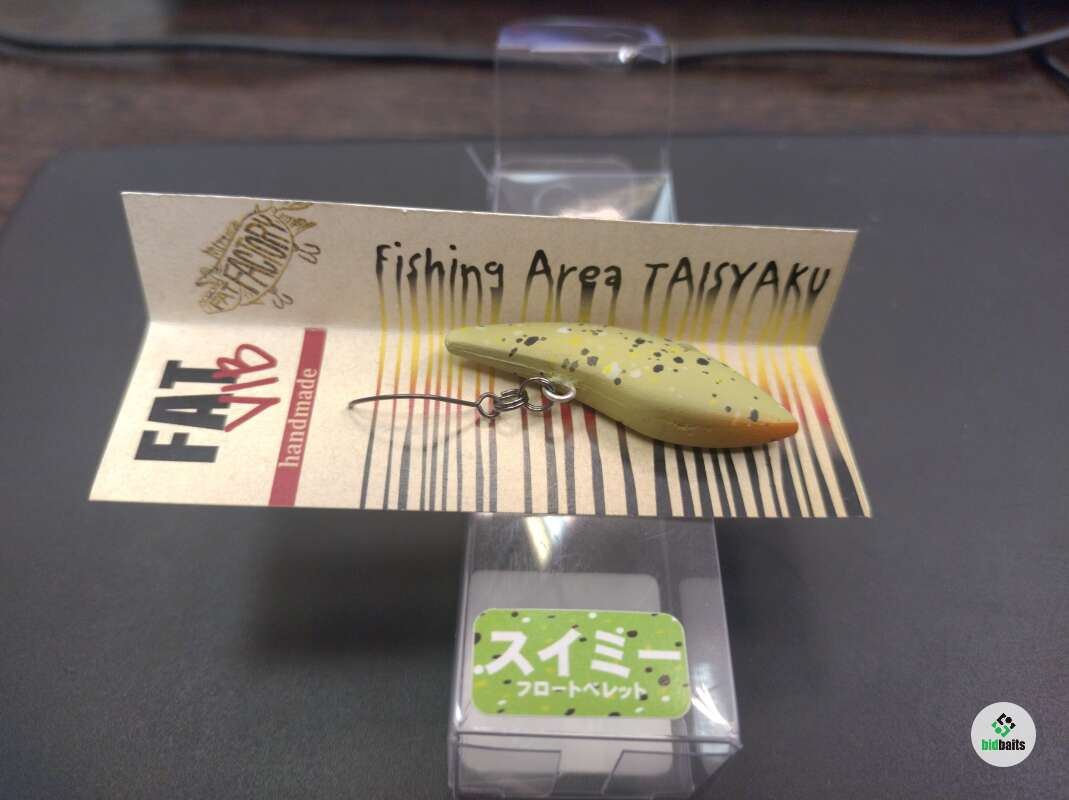 FAT FACTORY
Fishing Area TAISYAKU
FAT
VIB
handmade
スイミー
フロートペレット
bidbaits